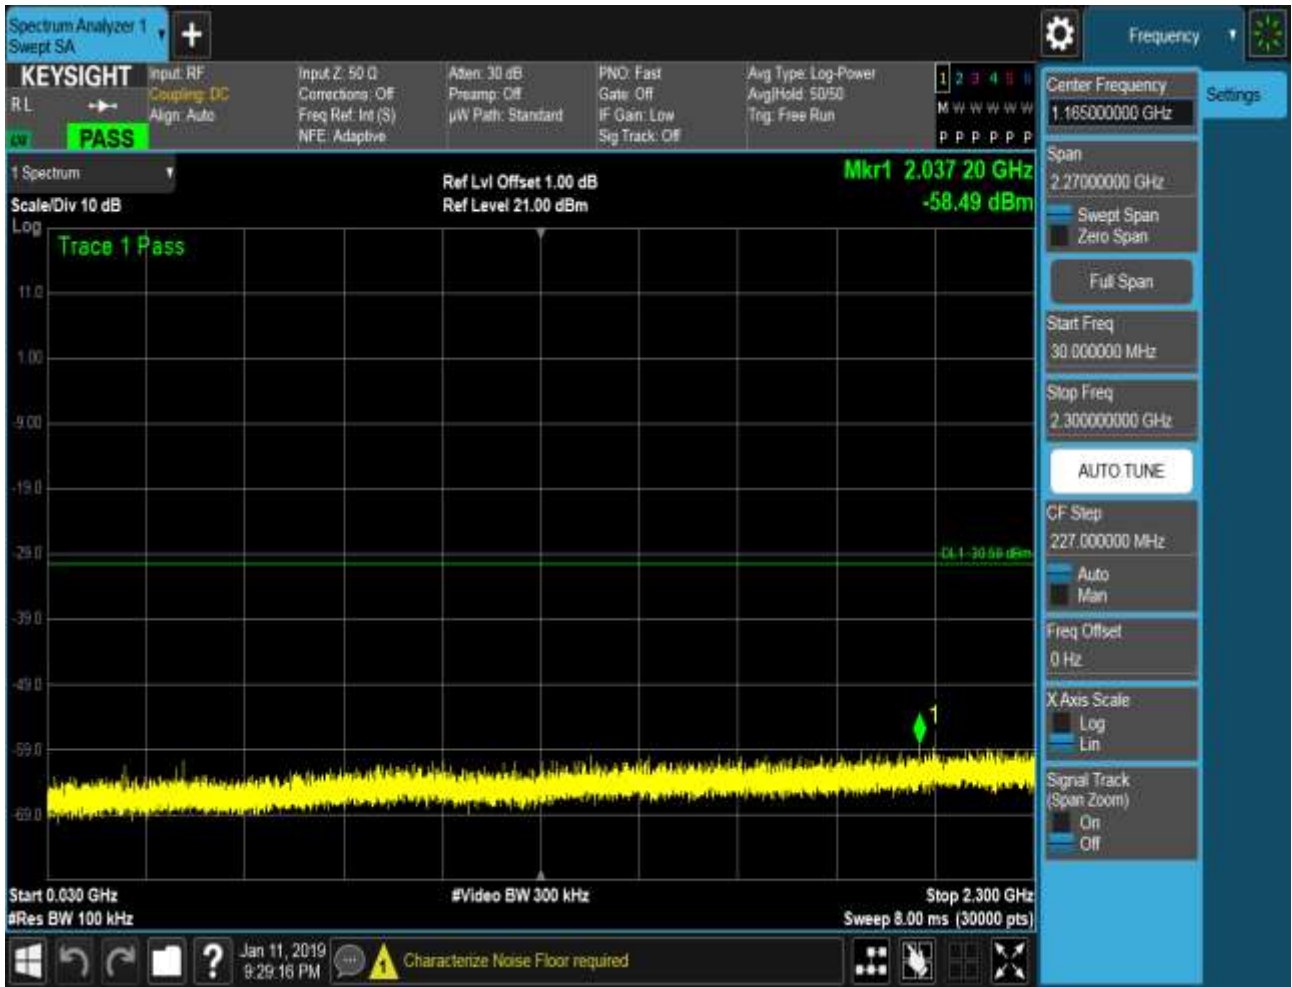 Spectrum Analyzer 1
Swept SA
Frequency
KEYSIGHT
RL
PASS
Input: RF
Coupling: DC
Align: Auto
Input Z: 50 Ω
Corrections: Off
Freq Ref: Int (S)
NFE: Adaptive
Atten: 30 dB
Preamp: Off
µW Path: Standard
PNO: Fast
Gate: Off
IF Gain: Low
Sig Track: Off
Avg Type: Log-Power
Avg|Hold: 50/50
Trig: Free Run
1 2 3 4 5 6
M W W W W W
P P P P P P
1 Spectrum
Scale/Div 10 dB
Log
Ref Lvl Offset 1.00 dB
Ref Level 21.00 dBm
Mkr1 2.037 20 GHz
-58.49 dBm
Trace 1 Pass
11.0
1.00
-9.00
-19.0
-29.0
DL1 -30.59 dBm
-39.0
-49.0
1
-59.0
-69.0
Start 0.030 GHz
#Res BW 100 kHz
#Video BW 300 kHz
Stop 2.300 GHz
Sweep 8.00 ms (30000 pts)
Center Frequency
1.165000000 GHz
Settings
Span
2.27000000 GHz
Swept Span
Zero Span
Full Span
Start Freq
30.000000 MHz
Stop Freq
2.300000000 GHz
AUTO TUNE
CF Step
227.000000 MHz
Auto
Man
Freq Offset
0 Hz
X Axis Scale
Log
Lin
Signal Track
(Span Zoom)
On
Off
?
Jan 11, 2019
9:29:16 PM
1
Characterize Noise Floor required